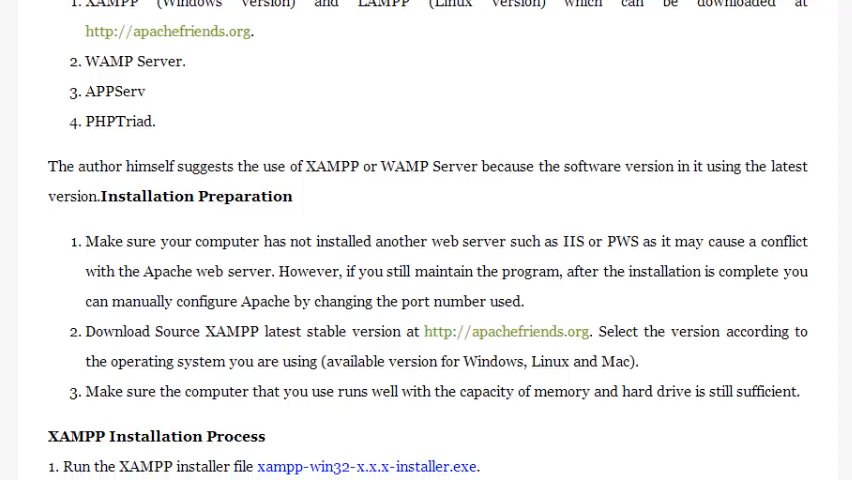 1. XAMPP (Windows version) and LAMPP (Linux version) which can be downloaded at
http://apachefriends.org.
2. WAMP Server.
3. APPServ
4. PHPTriad.
The author himself suggests the use of XAMPP or WAMP Server because the software version in it using the latest
version.Installation Preparation
1. Make sure your computer has not installed another web server such as IIS or PWS as it may cause a conflict
with the Apache web server. However, if you still maintain the program, after the installation is complete you
can manually configure Apache by changing the port number used.
2. Download Source XAMPP latest stable version at http://apachefriends.org. Select the version according to
the operating system you are using (available version for Windows, Linux and Mac).
3. Make sure the computer that you use runs well with the capacity of memory and hard drive is still sufficient.
XAMPP Installation Process
1. Run the XAMPP installer file xampp-win32-x.x.x-installer.exe.